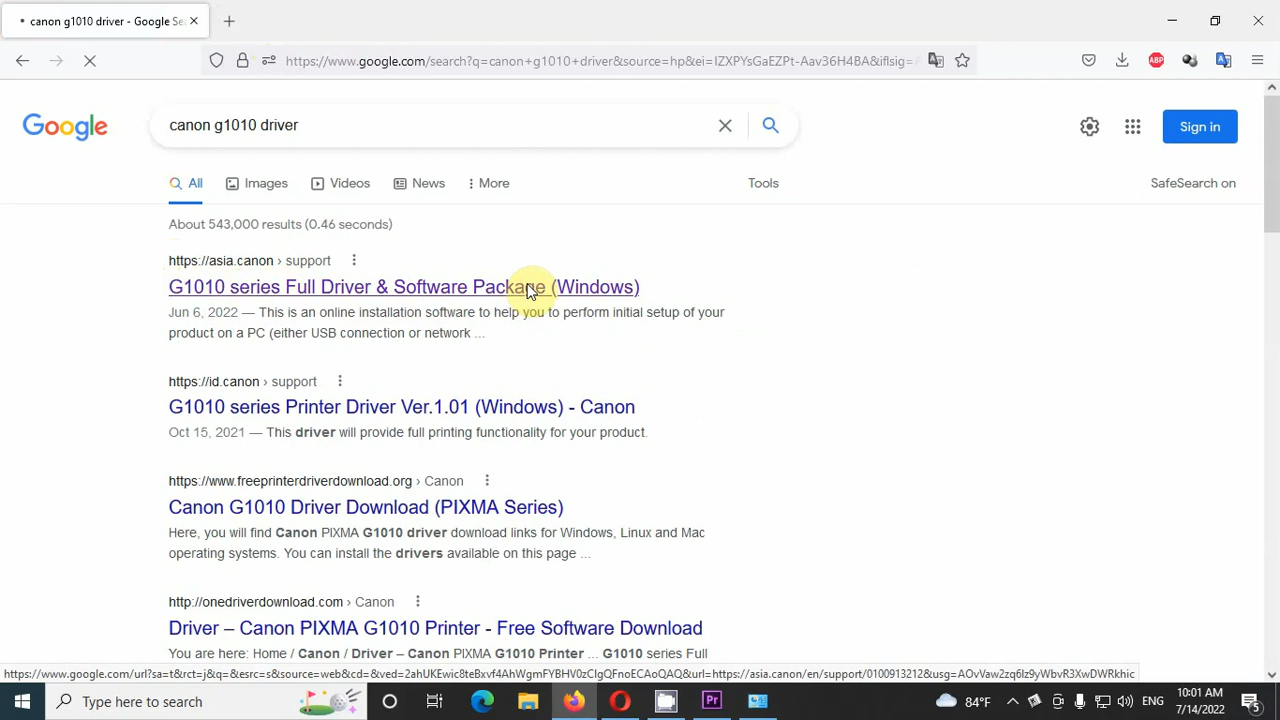 canon g1010 driver - Google Se
https://www.google.com/search?q=canon+g1010+driver&source=hp&ei=IZXPYsGaEZPt-Aav36H4BA&iflsig=
ABP
Google
canon g1010 driver
Sign in
All
Images
Videos
News
More
Tools
SafeSearch on
About 543,000 results (0.46 seconds)
https://asia.canon › support
G1010 series Full Driver & Software Package (Windows)
Jun 6, 2022 — This is an online installation software to help you to perform initial setup of your
product on a PC (either USB connection or network ...
https://id.canon › support
G1010 series Printer Driver Ver.1.01 (Windows) - Canon
Oct 15, 2021 — This driver will provide full printing functionality for your product.
https://www.freeprinterdriverdownload.org › Canon
Canon G1010 Driver Download (PIXMA Series)
Here, you will find Canon PIXMA G1010 driver download links for Windows, Linux and Mac
operating systems. You can install the drivers available on this page ...
http://onedriverdownload.com › Canon
Driver – Canon PIXMA G1010 Printer - Free Software Download
You are here: Home / Canon / Driver – Canon PIXMA G1010 Printer ... G1010 series Full
https://www.google.com/url?sa=t&rct=j&q=&esrc=s&source=web&cd=&ved=2ahUKEwic8teBxvf4AhWgmFYBHV0zCIgQFnoECAoQAQ&url=https://asia.canon/en/support/0100913212&usg=AOvVaw2zq6lz9yWbvR3XwDWRkhic
Type here to search
Pr
84°F
ENG
10:01 AM
7/14/2022
5